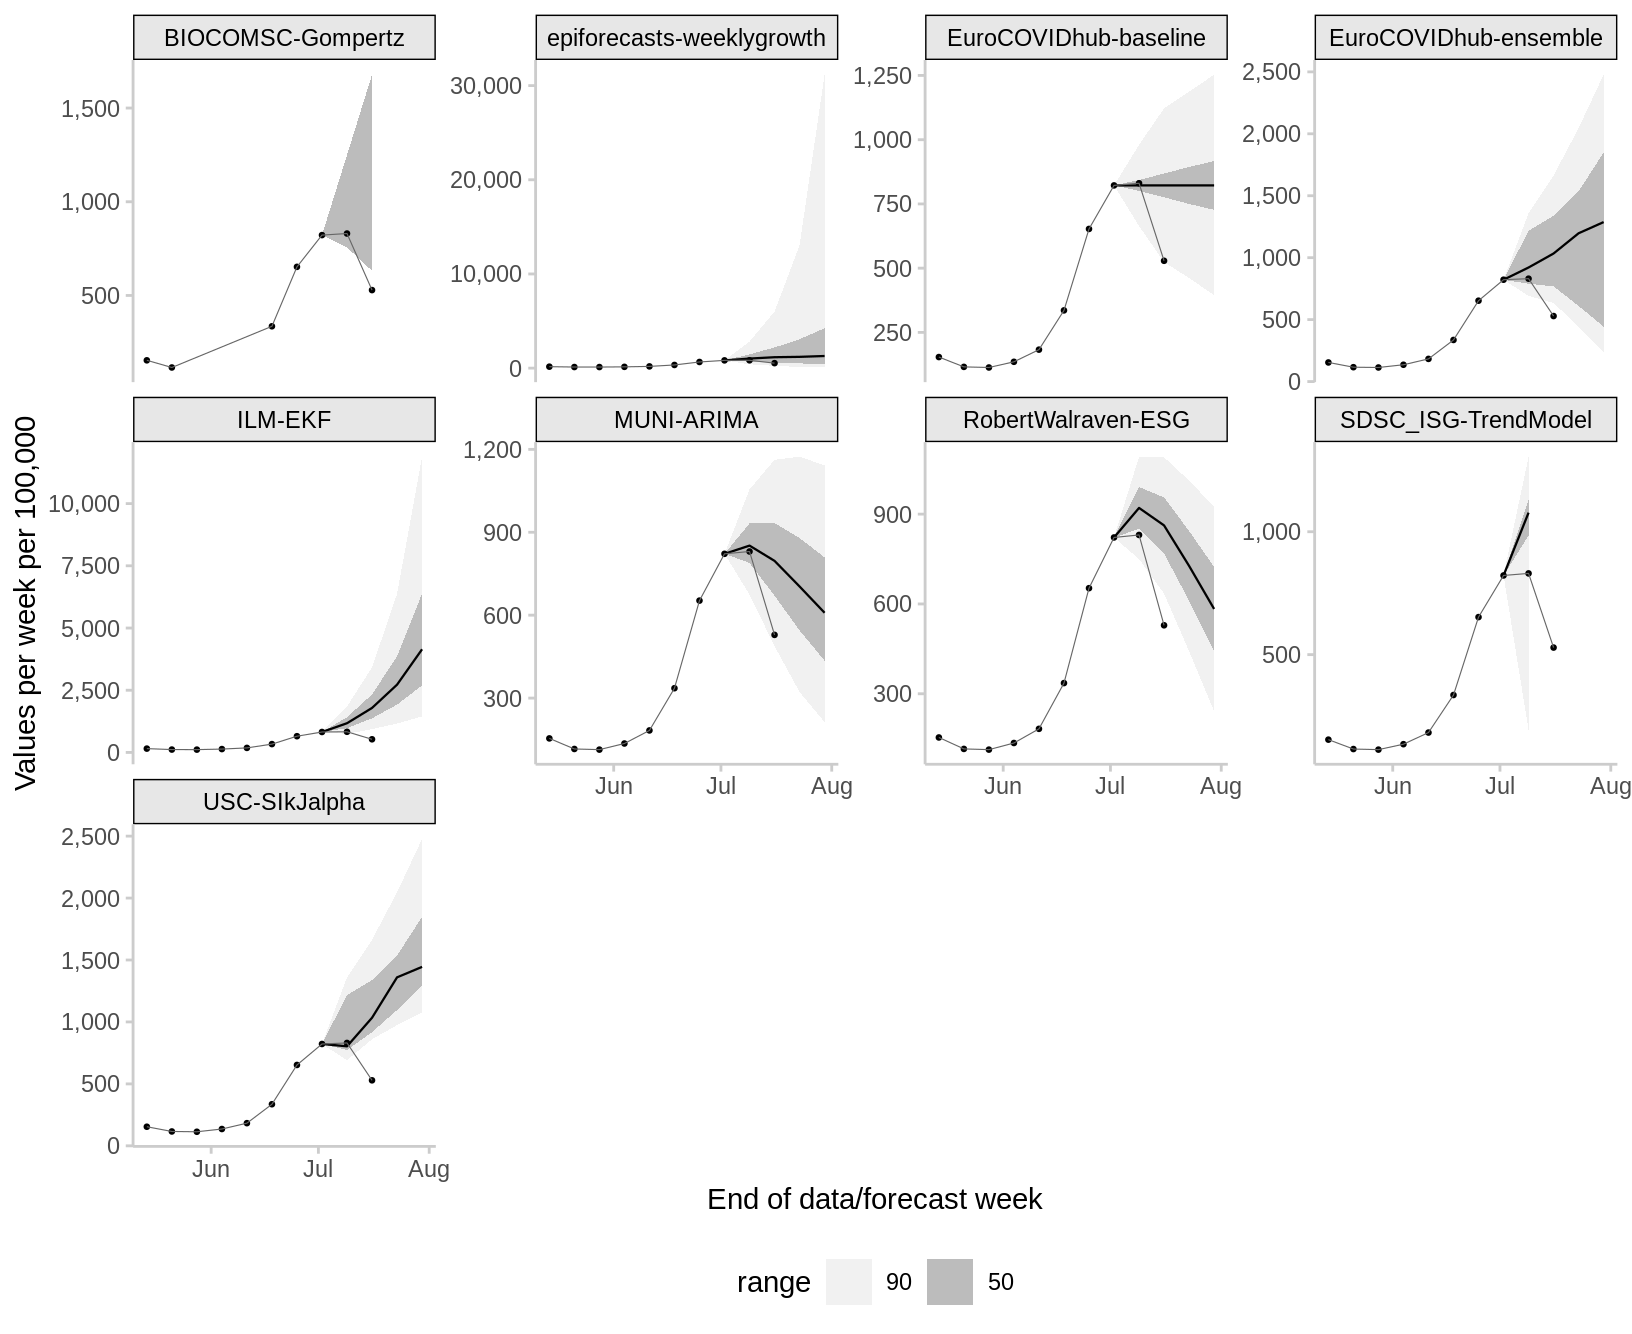 BIOCOMSC-Gompertz
epiforecasts-weeklygrowth
EuroCOVIDhub-baseline
EuroCOVIDhub-ensemble
1,500
1,000
500
30,000
20,000
10,000
0
1,250
1,000
750
500
250
2,500
2,000
1,500
1,000
500
0
Values per week per 100,000
ILM-EKF
MUNI-ARIMA
RobertWalraven-ESG
SDSC_ISG-TrendModel
10,000
7,500
5,000
2,500
0
1,200
900
600
300
Jun Jul Aug
900
600
300
Jun Jul Aug
1,000
500
Jun Jul Aug
USC-SIkJalpha
2,500
2,000
1,500
1,000
500
0
Jun Jul Aug
End of data/forecast week
range 90 50